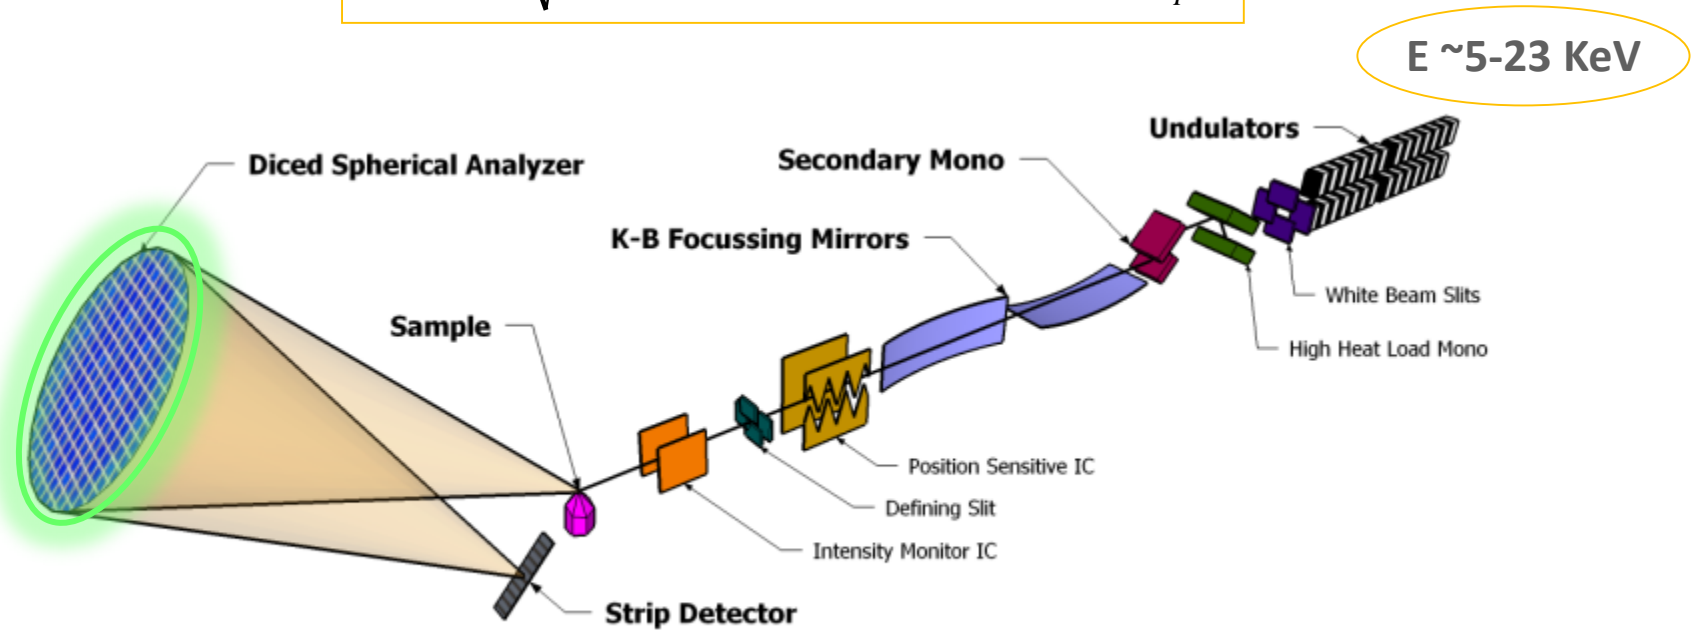 E ~5-23 KeV
Undulators
Secondary Mono
Diced Spherical Analyzer
K-B Focussing Mirrors
White Beam Slits
Sample
High Heat Load Mono
Position Sensitive IC
Defining Slit
Intensity Monitor IC
Strip Detector